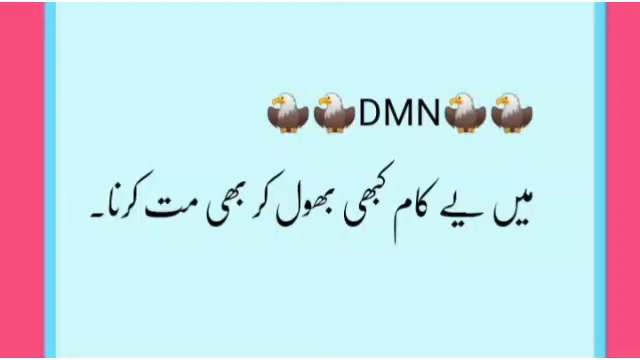 🦅🦅DMN🦅🦅
میں یے کام کبھی بھول کر بھی مت کرنا۔